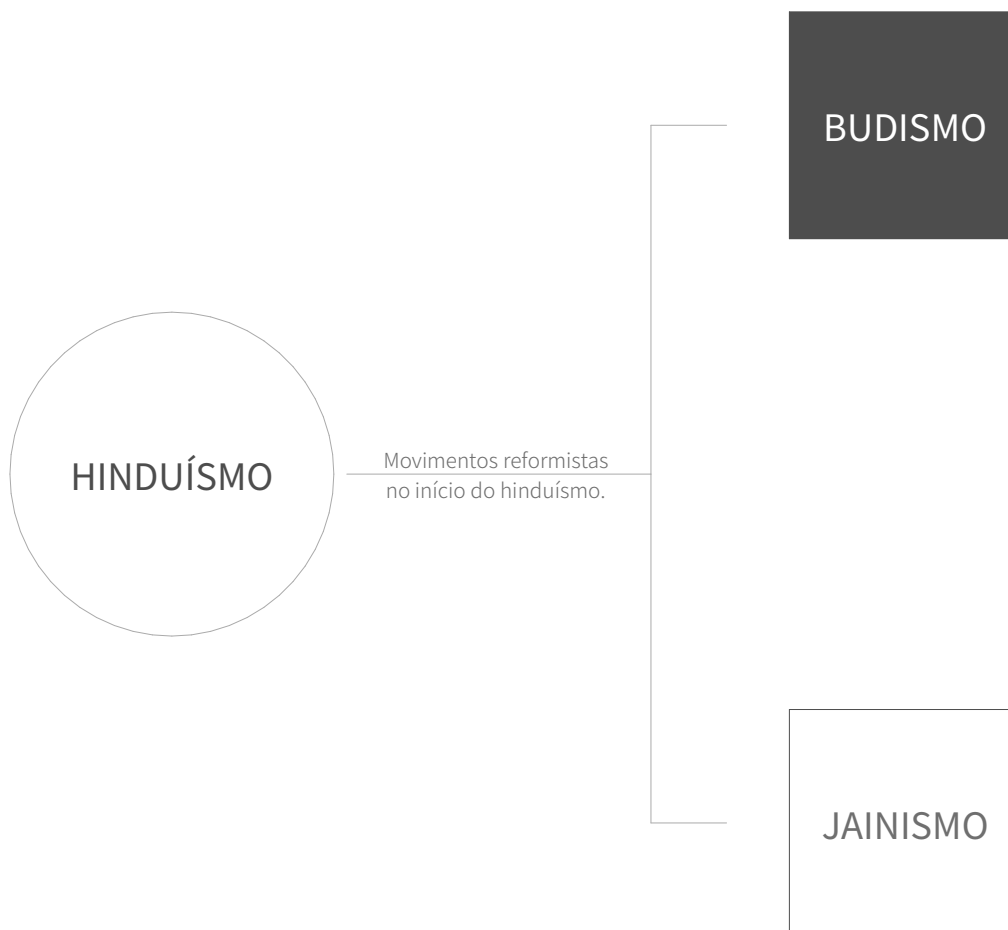 BUDISMO
HINDUÍSMO
Movimentos reformistas
no início do hinduísmo.
JAINISMO